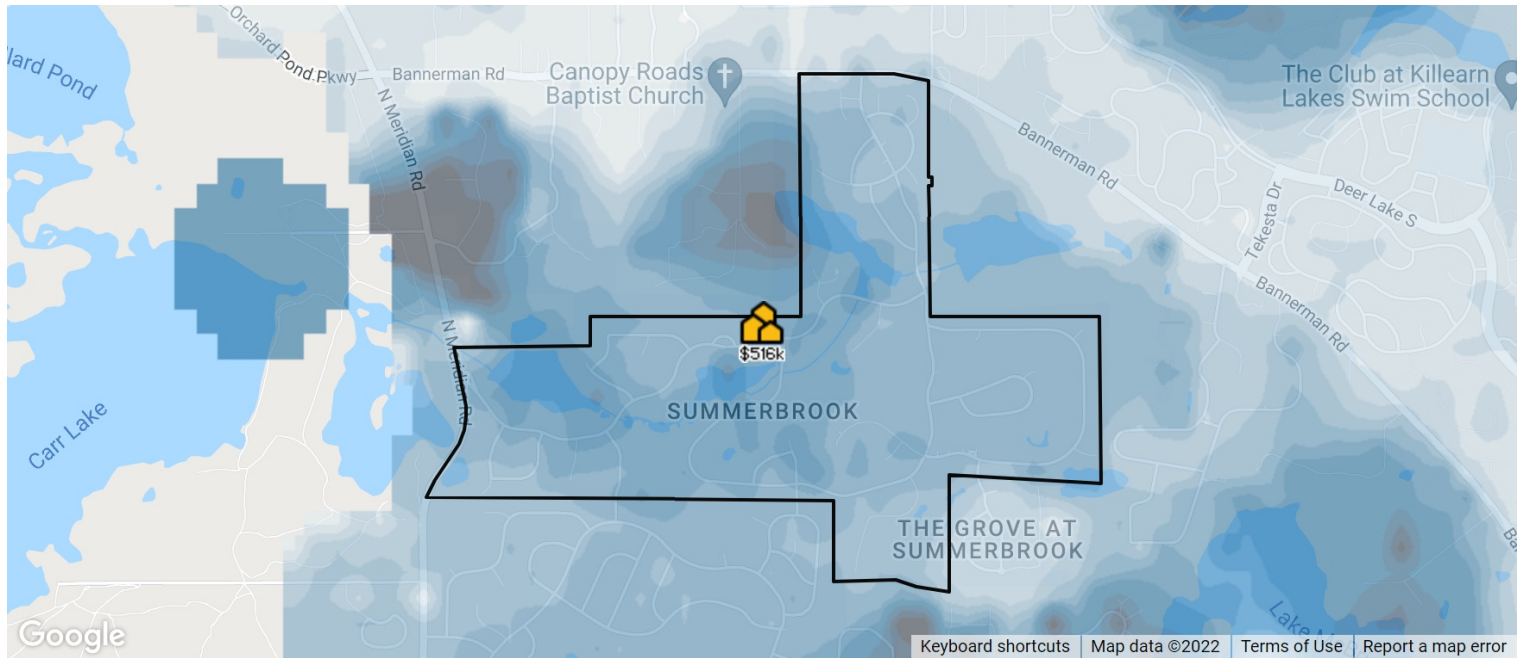 Orchard Pond Pkwy
Bannerman Rd
Canopy Roads
Baptist Church
The Club at Killearn
Lakes Swim School
Pond
N Meridian Rd
Bannerman Rd
Deer Lake S
Tekesta Dr
Bannerman Rd
$516k
N Meridian Rd
SUMMERBROOK
Carr Lake
THE GROVE AT
SUMMERBROOK
Lake
Google
Keyboard shortcuts
Map data ©2022
Terms of Use
Report a map error